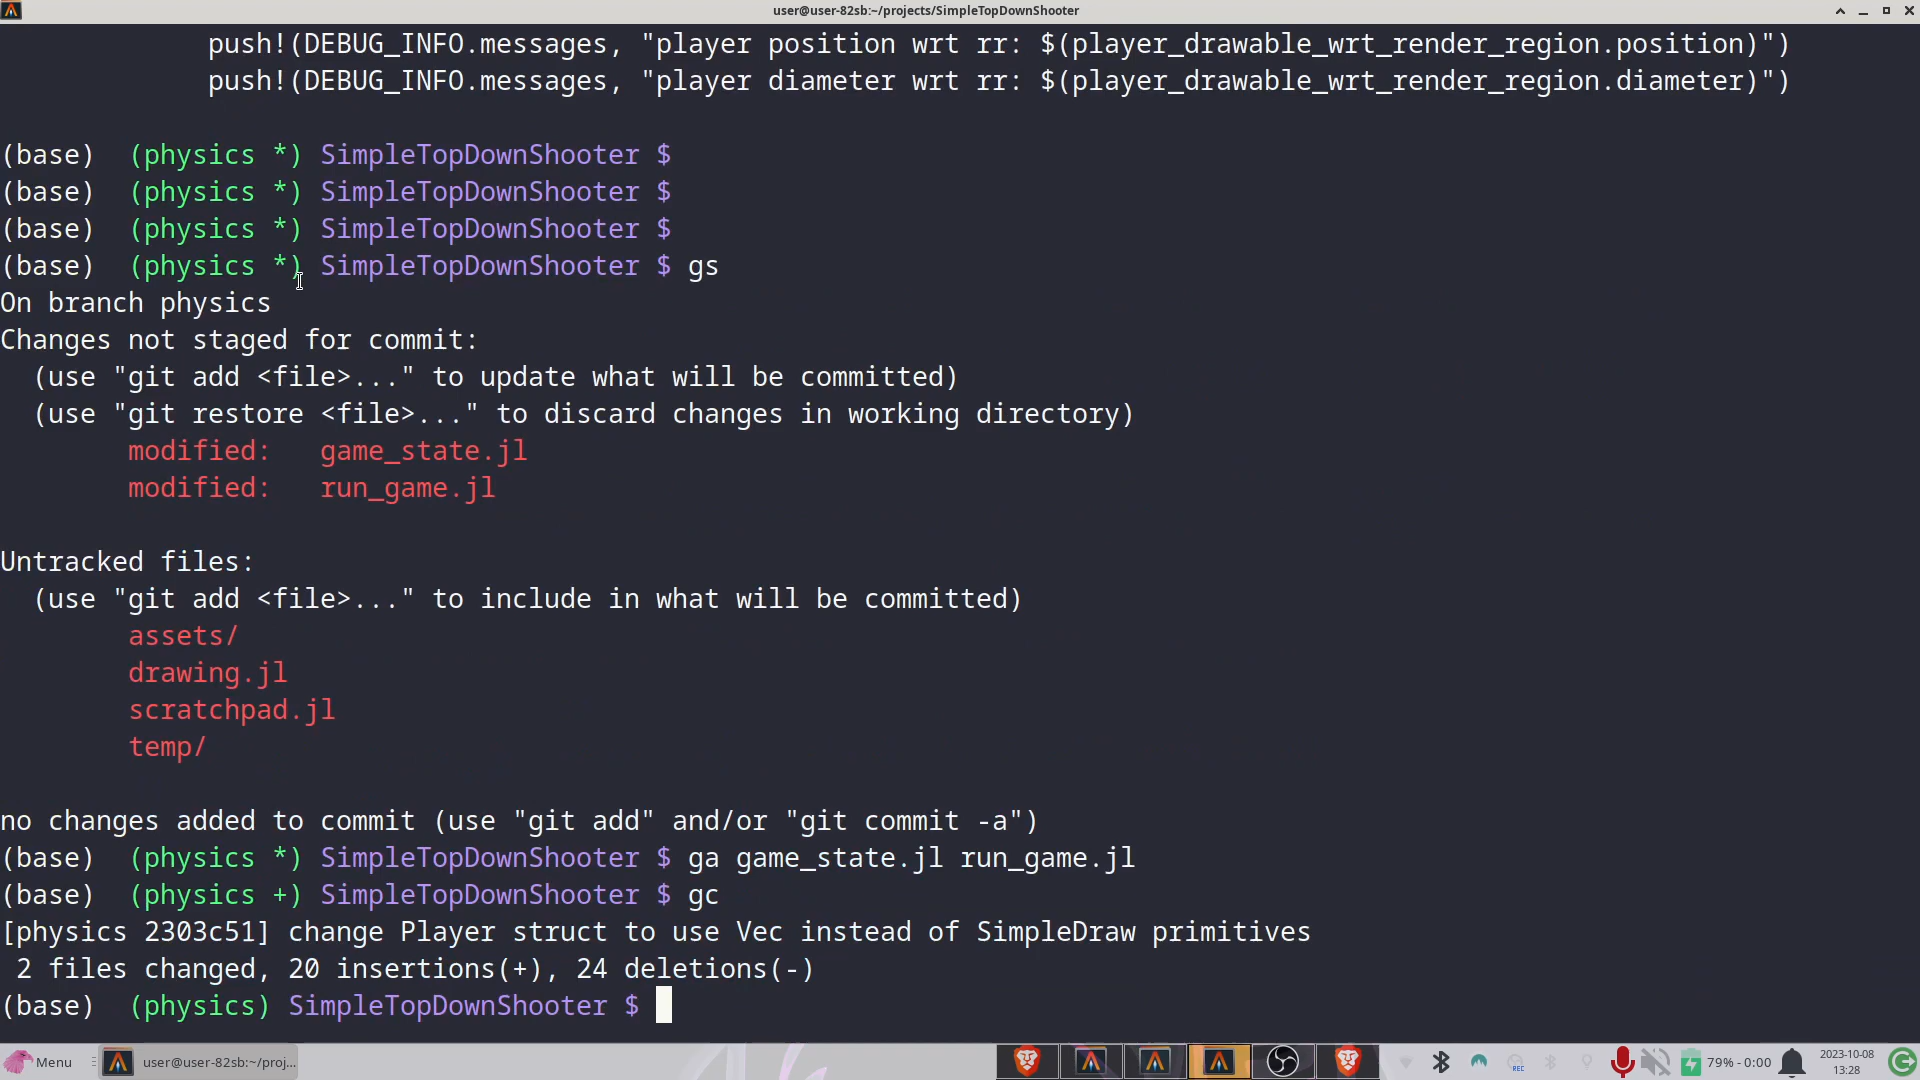 user@user-82sb:~/projects/SimpleTopDownShooter
push!(DEBUG_INFO.messages, "player position wrt rr: $(player_drawable_wrt_render_region.position)")
push!(DEBUG_INFO.messages, "player diameter wrt rr: $(player_drawable_wrt_render_region.diameter)")
(base)  (physics *) SimpleTopDownShooter $
(base)  (physics *) SimpleTopDownShooter $
(base)  (physics *) SimpleTopDownShooter $
(base)  (physics *) SimpleTopDownShooter $ gs
On branch physics
Changes not staged for commit:
  (use "git add <file>..." to update what will be committed)
  (use "git restore <file>..." to discard changes in working directory)
        modified:   game_state.jl
        modified:   run_game.jl
Untracked files:
  (use "git add <file>..." to include in what will be committed)
        assets/
        drawing.jl
        scratchpad.jl
        temp/
no changes added to commit (use "git add" and/or "git commit -a")
(base)  (physics *) SimpleTopDownShooter $ ga game_state.jl run_game.jl
(base)  (physics +) SimpleTopDownShooter $ gc
[physics 2303c51] change Player struct to use Vec instead of SimpleDraw primitives
 2 files changed, 20 insertions(+), 24 deletions(-)
(base)  (physics) SimpleTopDownShooter $
Menu
user@user-82sb:~/proj...
REC
79% - 0:00
2023-10-08
13:28